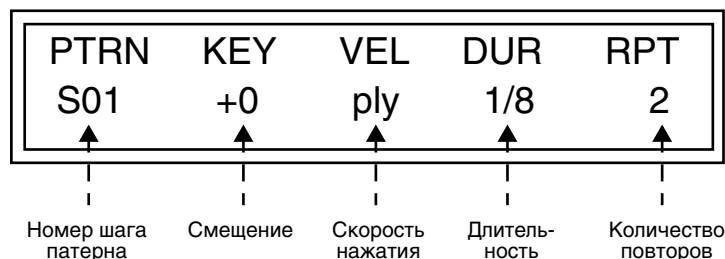 PTRN KEY VEL DUR RPT
S01 +0 ply 1/8 2
Номер шага Смещение Скорость Длитель- Количество
патерна нажатия ность повторов